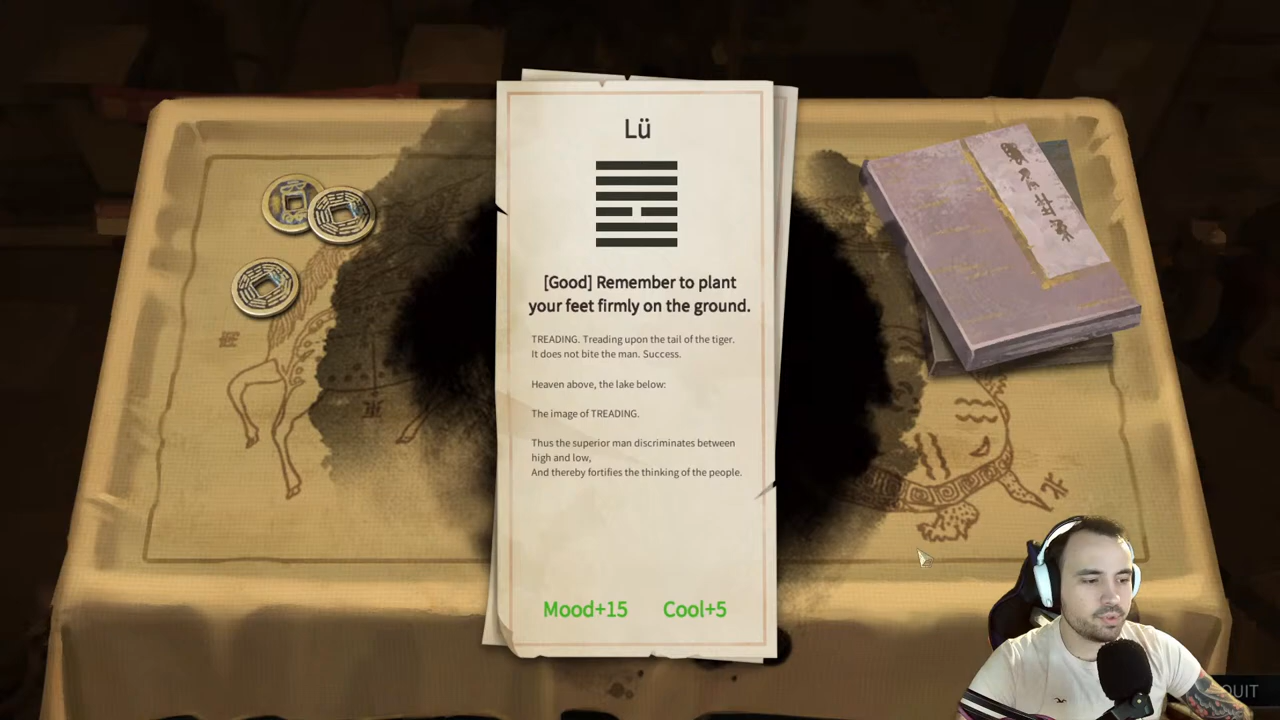 Lü
[Good] Remember to plant
your feet firmly on the ground.
TREADING. Treading upon the tail of the tiger.
It does not bite the man. Success.
Heaven above, the lake below:
The image of TREADING.
Thus the superior man discriminates between
high and low,
And thereby fortifies the thinking of the people.
Mood+15 Cool+5
QUIT